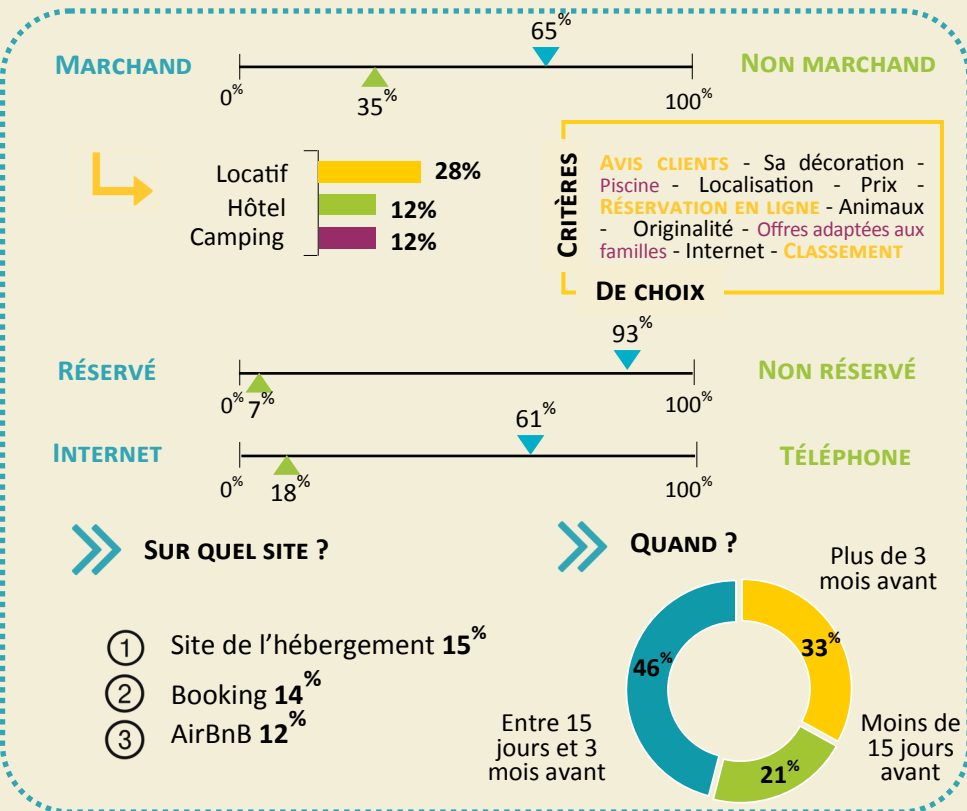 65%
MARCHAND
NON MARCHAND
0%
35%
100%
Locatif 28%
Hôtel 12%
Camping 12%
CRITÈRES
AVIS CLIENTS - Sa décoration -
Piscine - Localisation - Prix -
RÉSERVATION EN LIGNE - Animaux
- Originalité - Offres adaptées aux
familles - Internet - CLASSEMENT
DE CHOIX
93%
RÉSERVÉ
NON RÉSERVÉ
0%
7%
100%
61%
INTERNET
TÉLÉPHONE
0%
18%
100%
SUR QUEL SITE ?
1 Site de l'hébergement 15%
2 Booking 14%
3 AirBnB 12%
QUAND ?
Plus de 3
mois avant
33%
46%
21%
Entre 15
jours et 3
mois avant
Moins de
15 jours
avant